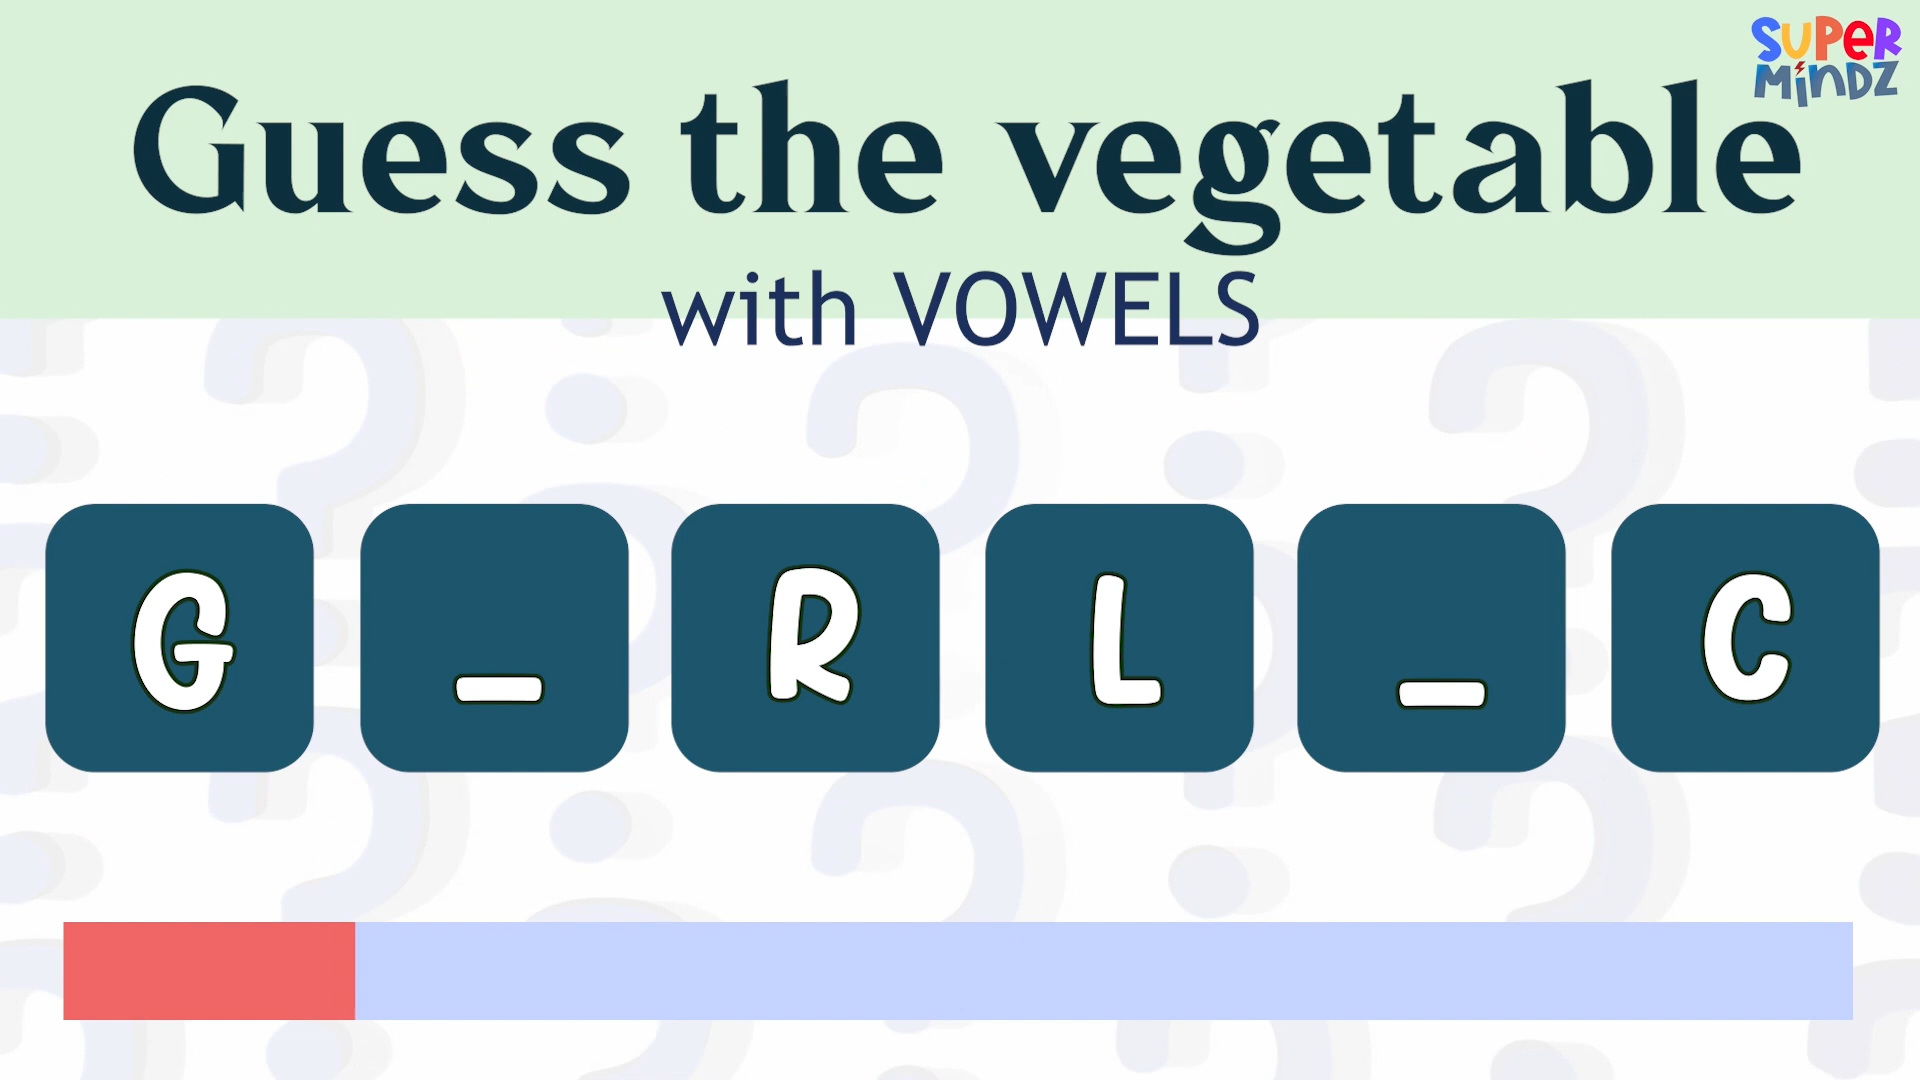 SUPER
MINDZ
Guess the vegetable
with VOWELS
G _ R L _ C